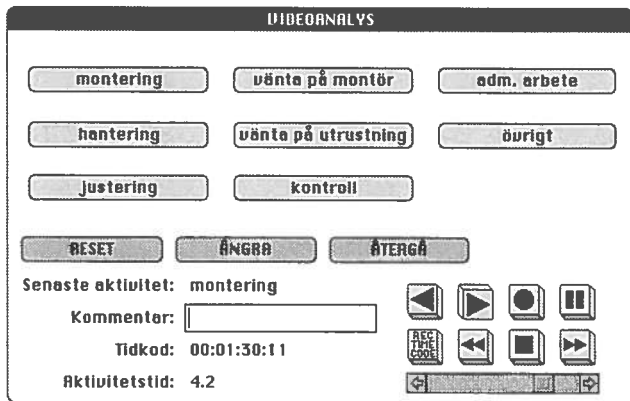 VIDEOANALYS
montering vänta på montör adm. arbete
hantering vänta på utrustning övrigt
justering kontroll
RESET ÅNGRA ÅTERGÅ
Senaste aktivitet: montering
Kommentar:
Tidkod: 00:01:30:11
Aktivitetstid: 4.2
REC
TIME
CODE